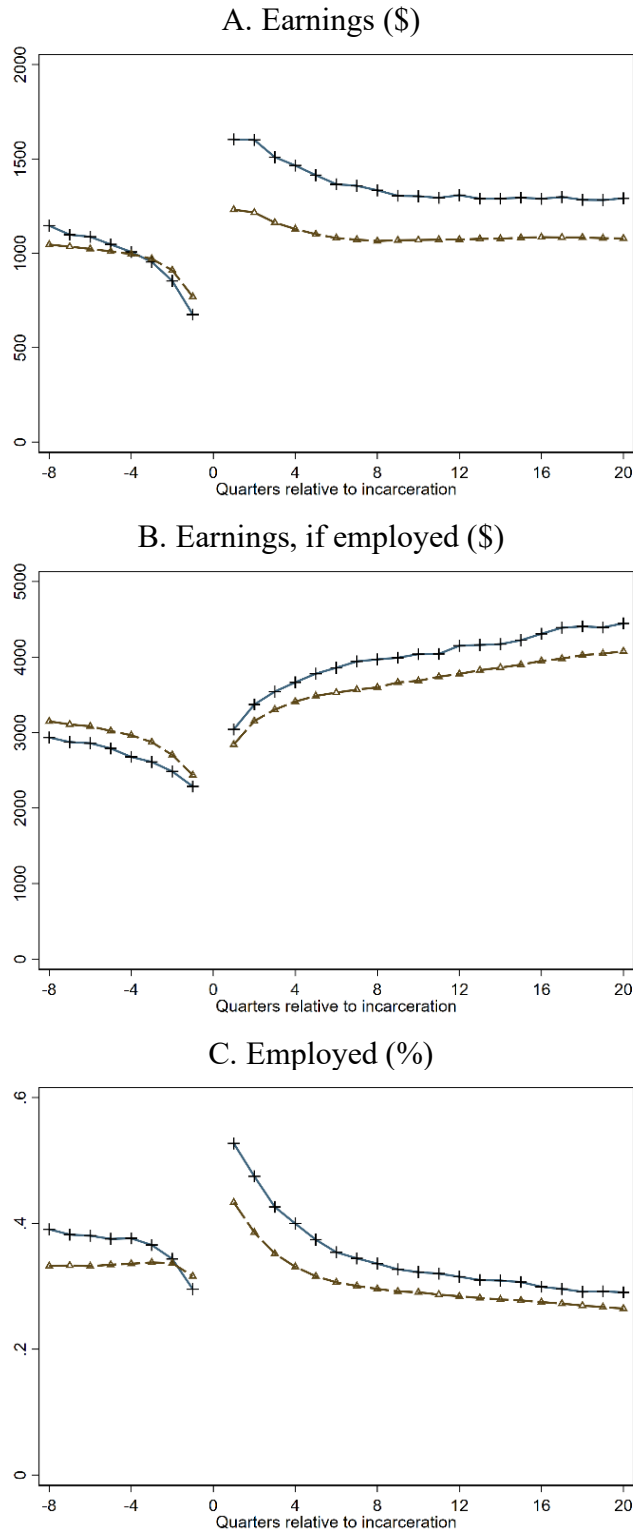 A. Earnings ($)
2000
1500
1000
500
0
-8 -4 0 4 8 12 16 20
Quarters relative to incarceration
B. Earnings, if employed ($)
5000
4000
3000
2000
1000
0
-8 -4 0 4 8 12 16 20
Quarters relative to incarceration
C. Employed (%)
.6
.4
.2
0
-8 -4 0 4 8 12 16 20
Quarters relative to incarceration